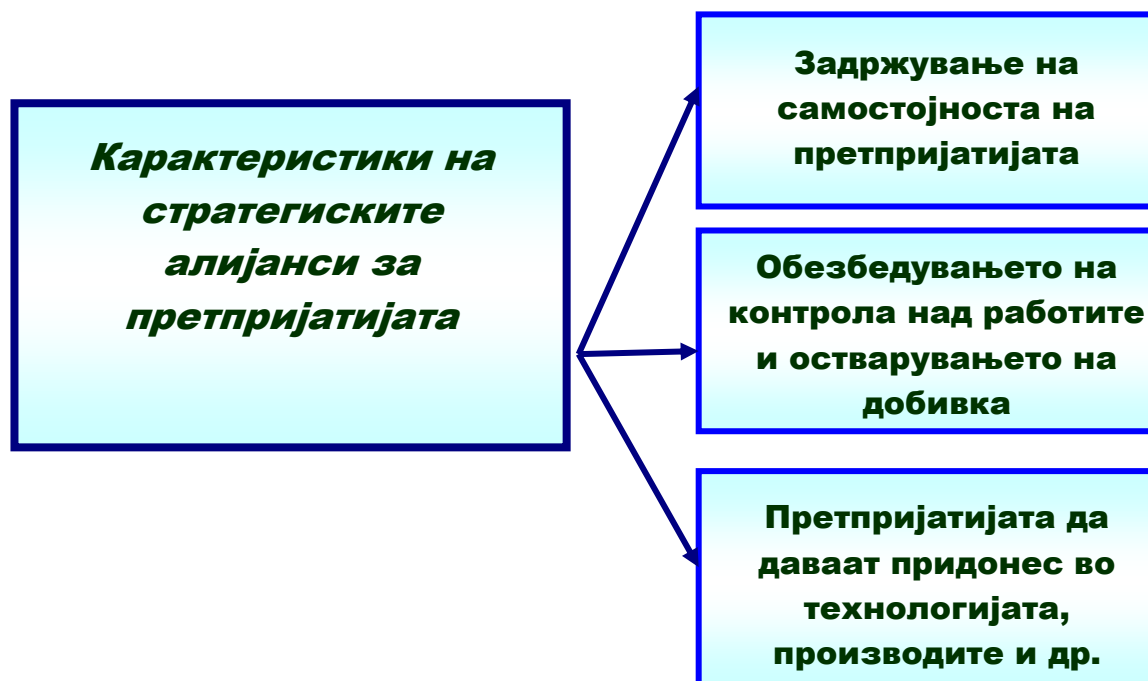 Карактеристики на
стратегиските
алијанси за
претпријатијата
Задржување на
самостојноста на
претпријатијата
Обезбедувањето на
контрола над работите
и остварувањето на
добивка
Претпријатијата да
даваат придонес во
технологијата,
производите и др.